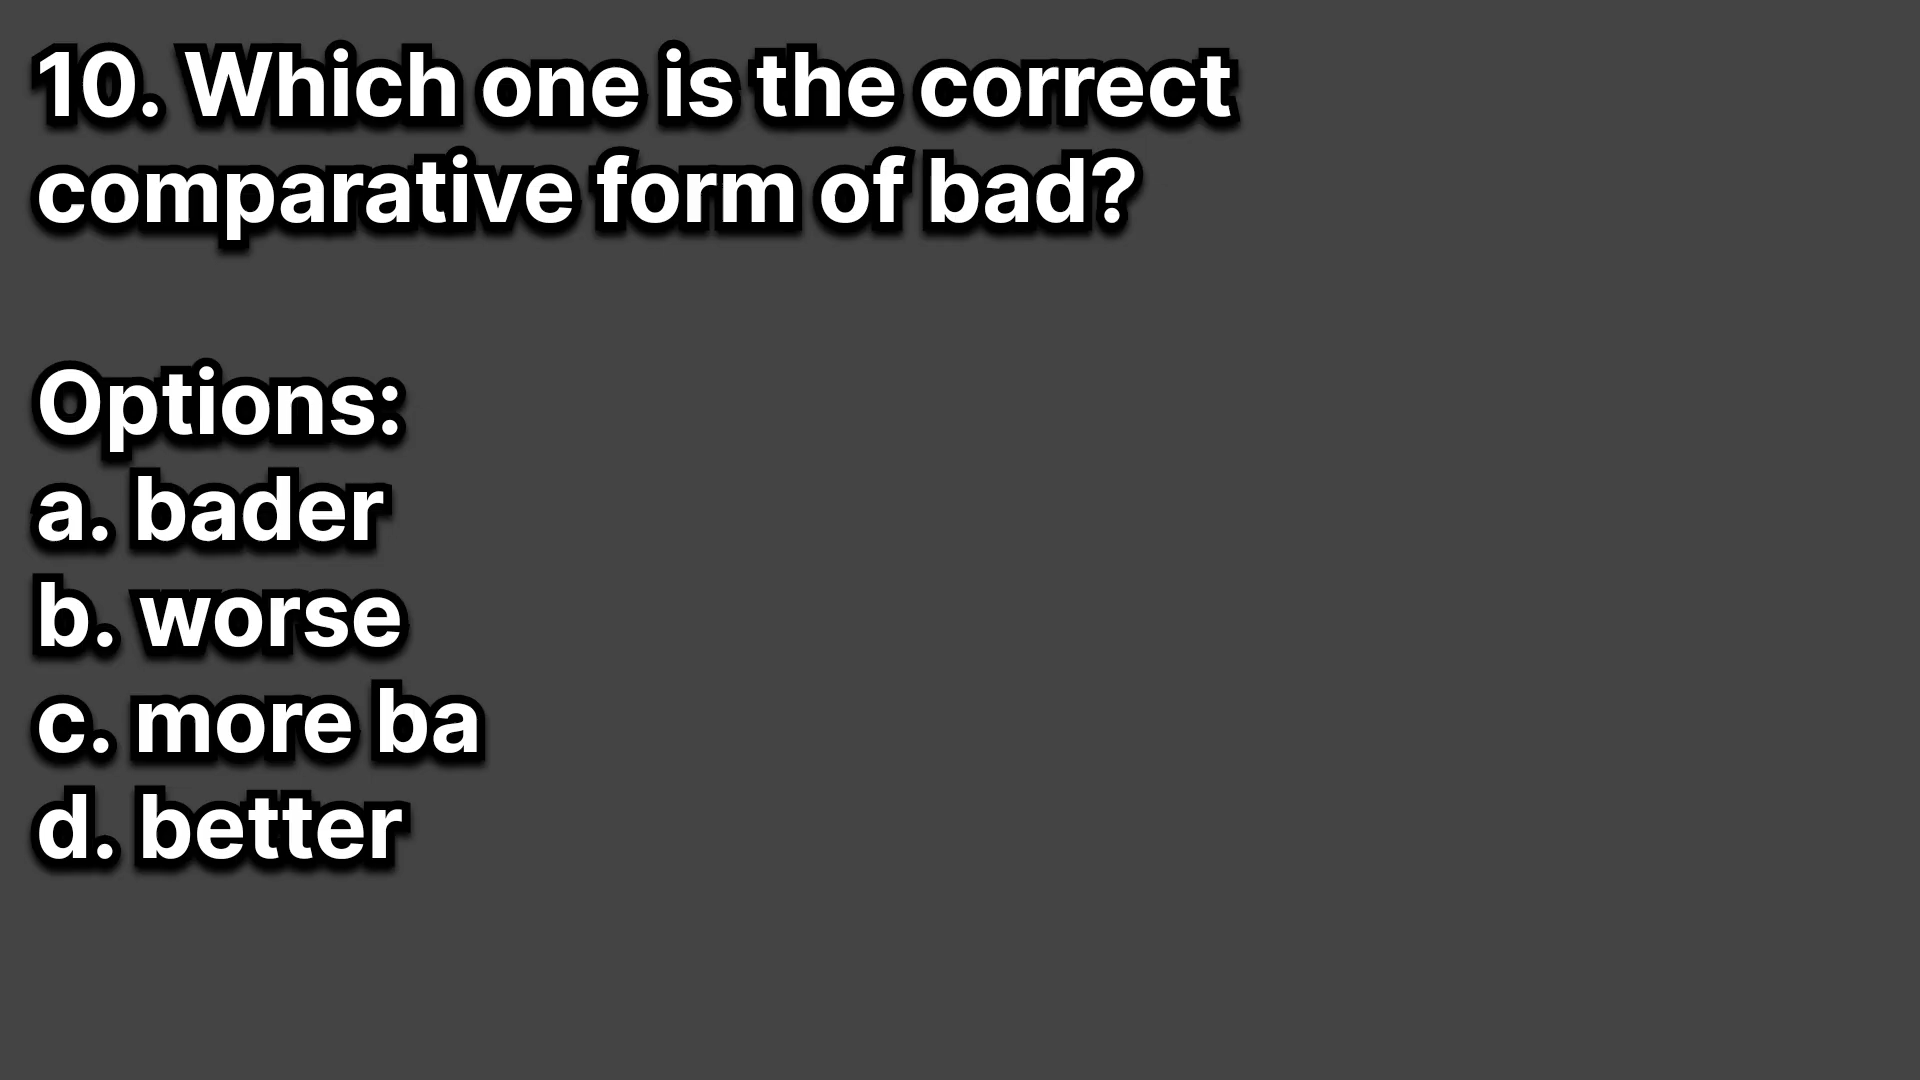 10. Which one is the correct
comparative form of bad?
Options:
a. bader
b. worse
c. more ba
d. better